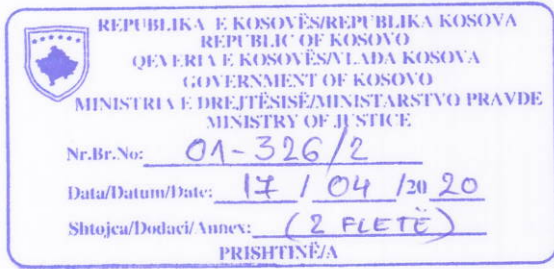 REPUBLIKA E KOSOVËS/REPUBLIKA KOSOVA
REPUBLIC OF KOSOVO
QEVERIA E KOSOVËS/VLADA KOSOVA
GOVERNMENT OF KOSOVO
MINISTRIA E DREJTËSISË/MINISTARSTVO PRAVDE
MINISTRY OF JUSTICE
Nr.Br.No: 01-326/2
Data/Datum/Date: 17 / 04 /20 20
Shtojca/Dodaci/Annex: (2 FLETË)
PRISHTINË/A